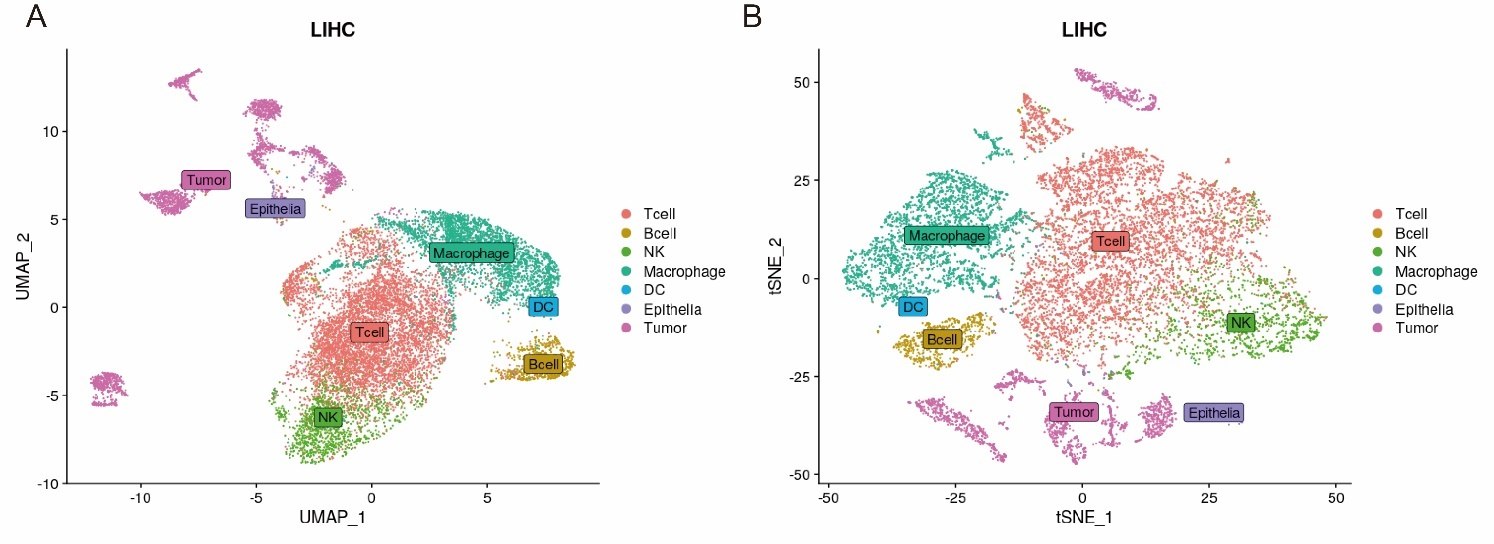 A
LIHC
UMAP_2
10
5
0
-5
-10
-10
-5
0
5
UMAP_1
Tumor
Epithelia
Macrophage
DC
Tcell
Bcell
NK
Tcell
Bcell
NK
Macrophage
DC
Epithelia
Tumor
B
LIHC
tSNE_2
50
25
0
-25
-50
-50
-25
0
25
50
tSNE_1
Macrophage
Tcell
DC
NK
Bcell
Tumor
Epithelia
Tcell
Bcell
NK
Macrophage
DC
Epithelia
Tumor